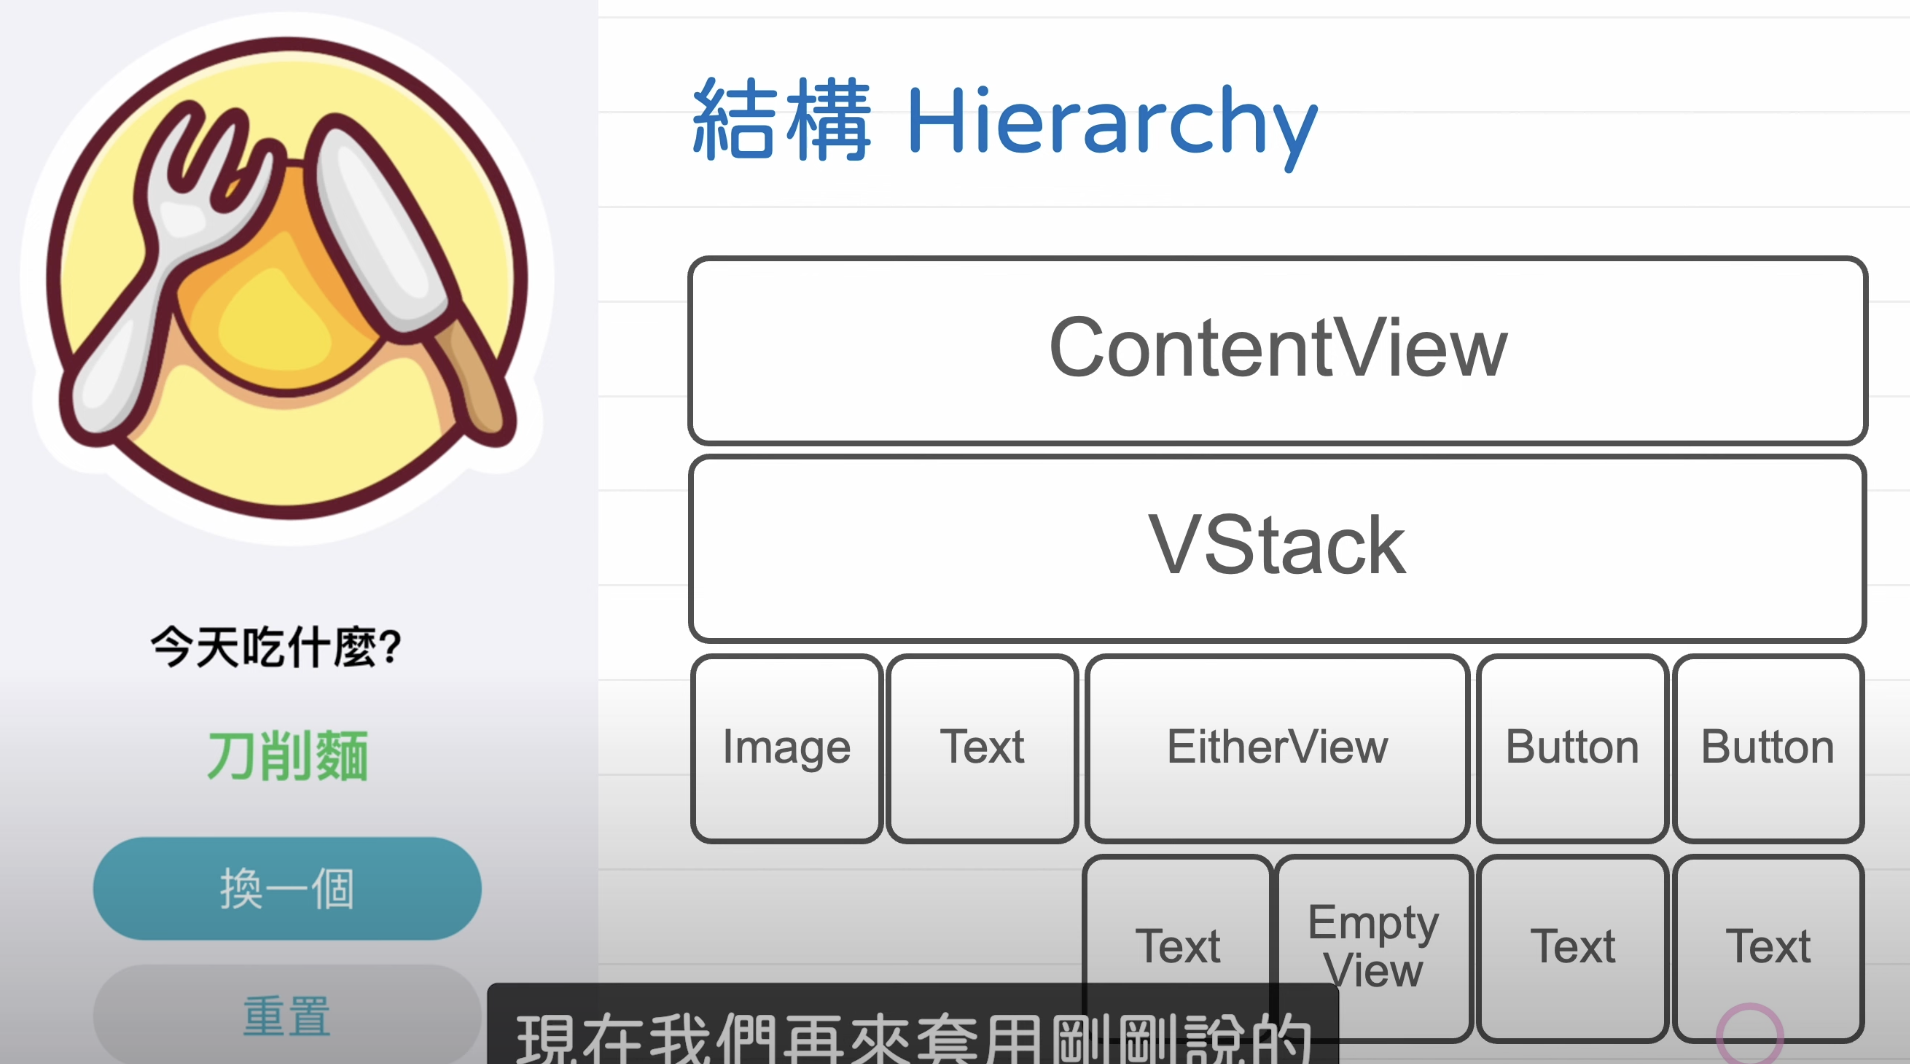 結構 Hierarchy
ContentView
VStack
Image
Text
EitherView
Button
Button
Text
Empty
View
Text
Text
今天吃什麼?
刀削麵
換一個
重置
現在我們再來套用剛剛說的